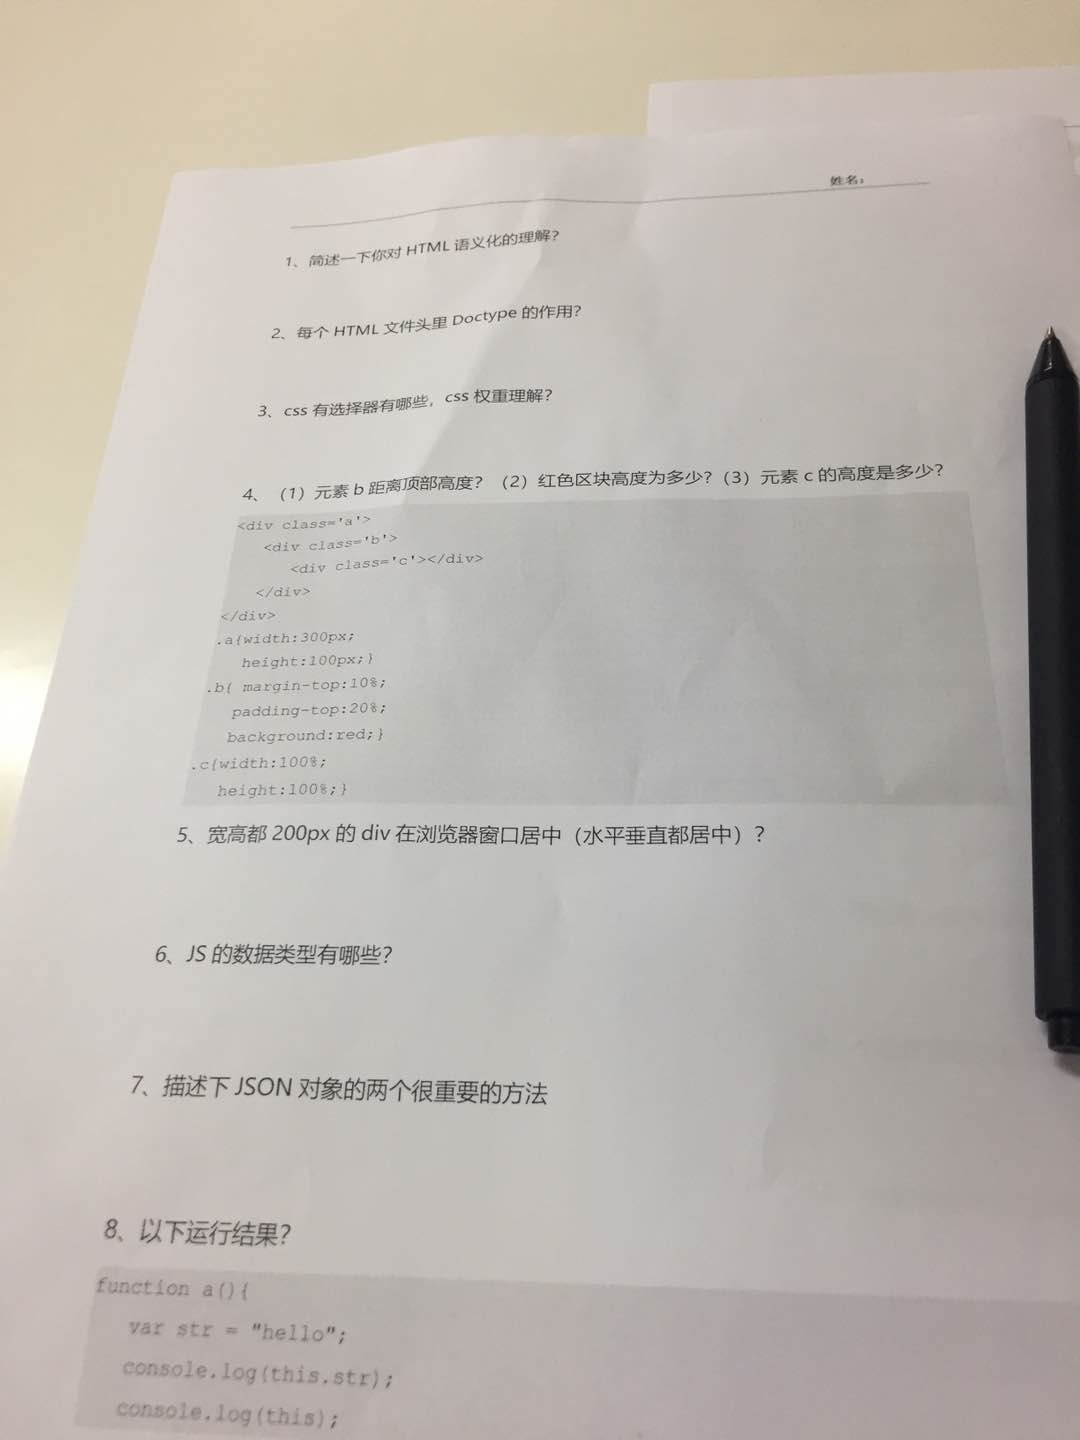 姓名：
1、简述一下你对 HTML 语义化的理解？
2、每个 HTML 文件头里 Doctype 的作用？
3、css 有选择器有哪些，css 权重理解？
4、（1）元素 b 距离顶部高度？（2）红色区块高度为多少？(3）元素 c 的高度是多少？
<div class='a'>
<div class='b'>
<div class='c'></div>
</div>
</div>
.a{width:300px;
height:100px;}
.b{ margin-top:10%;
padding-top:20%;
background:red;}
.c{width:100%;
height:100%;}
5、宽高都 200px 的 div 在浏览器窗口居中（水平垂直都居中）？
6、JS 的数据类型有哪些？
7、描述下 JSON 对象的两个很重要的方法
8、以下运行结果？
function a(){
var str = "hello";
console.log(this.str);
console.log(this);